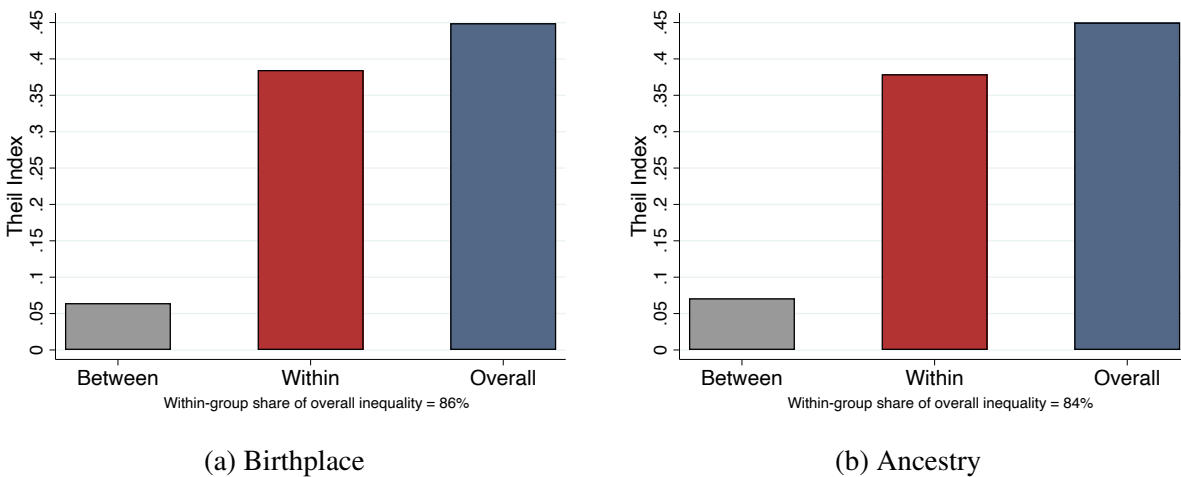 Theil Index
0 .05 .1 .15 .2 .25 .3 .35 .4 .45
Between Within Overall
Within-group share of overall inequality = 86%
(a) Birthplace
Theil Index
0 .05 .1 .15 .2 .25 .3 .35 .4 .45
Between Within Overall
Within-group share of overall inequality = 84%
(b) Ancestry